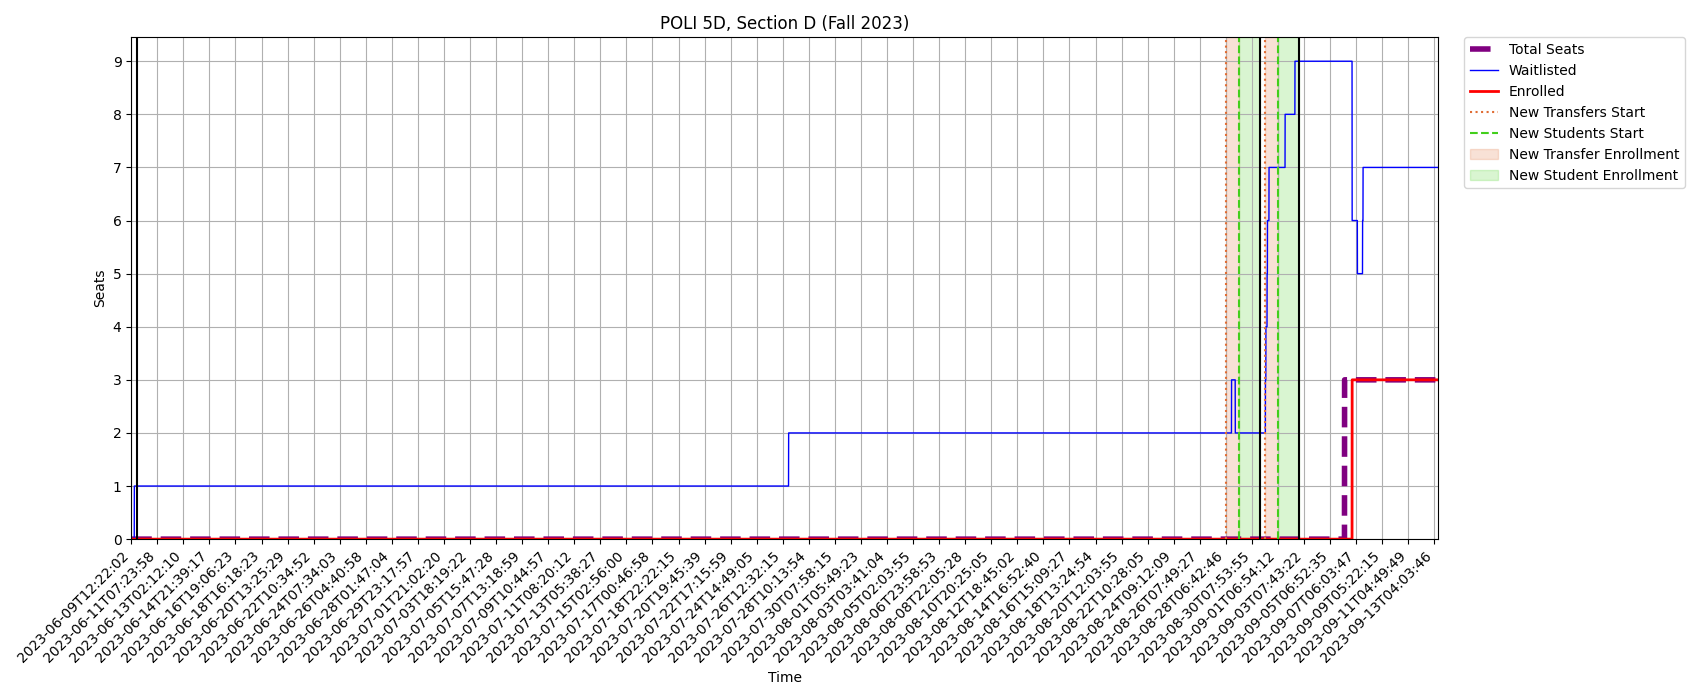 POLI 5D, Section D (Fall 2023)
Total Seats
Waitlisted
Enrolled
New Transfers Start
New Students Start
New Transfer Enrollment
New Student Enrollment
Seats
9
8
7
6
5
4
3
2
1
0
2023-06-09T12:22:02
2023-06-11T07:23:58
2023-06-13T02:12:10
2023-06-14T21:39:17
2023-06-16T19:06:23
2023-06-18T16:18:23
2023-06-20T13:25:29
2023-06-22T10:34:52
2023-06-24T07:34:03
2023-06-26T04:40:58
2023-06-28T01:47:04
2023-06-29T23:17:57
2023-07-01T21:02:20
2023-07-03T18:19:22
2023-07-05T15:47:28
2023-07-07T13:18:59
2023-07-09T10:44:57
2023-07-11T08:20:12
2023-07-13T05:38:27
2023-07-15T02:56:00
2023-07-17T00:46:58
2023-07-18T22:22:15
2023-07-20T19:45:39
2023-07-22T17:15:59
2023-07-24T14:49:05
2023-07-26T12:32:15
2023-07-28T10:13:54
2023-07-30T07:58:15
2023-08-01T05:49:23
2023-08-03T03:41:04
2023-08-05T02:03:55
2023-08-06T23:58:53
2023-08-08T22:05:28
2023-08-10T20:25:05
2023-08-12T18:45:02
2023-08-14T16:52:40
2023-08-16T15:09:27
2023-08-18T13:24:54
2023-08-20T12:03:55
2023-08-22T10:28:05
2023-08-24T09:12:09
2023-08-26T07:49:27
2023-08-28T06:42:46
2023-08-30T07:53:55
2023-09-01T06:54:12
2023-09-03T07:43:22
2023-09-05T06:52:35
2023-09-07T06:03:47
2023-09-09T05:22:15
2023-09-11T04:49:49
2023-09-13T04:03:46
Time